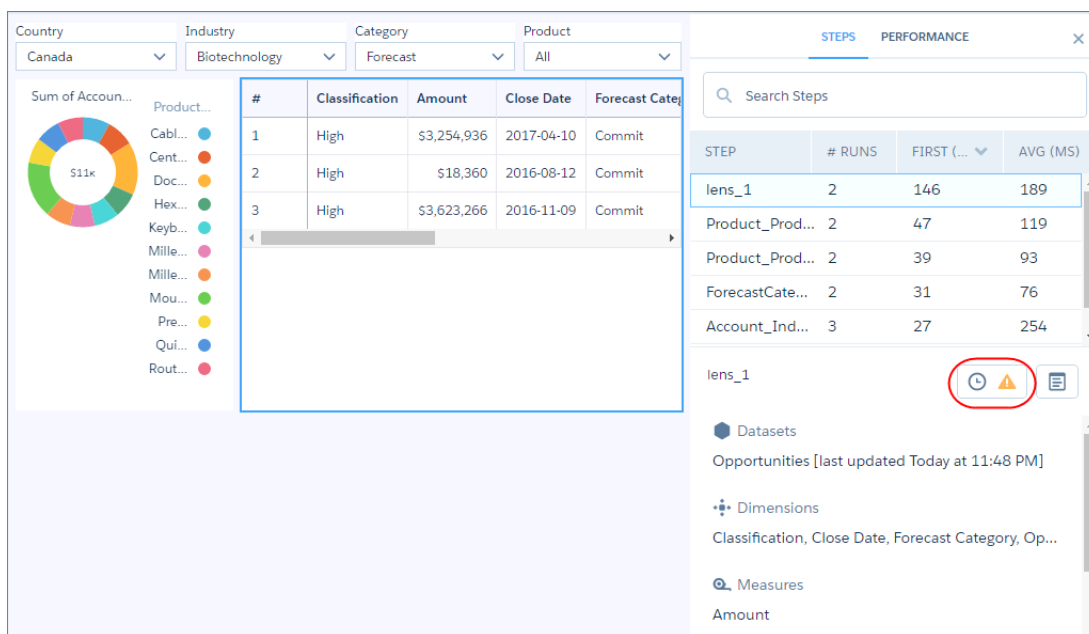 Country Industry Category Product
Canada Biotechnology Forecast All
Sum of Accoun...
Product...
$11K
Cabl...
Cent...
Doc...
Hex...
Keyb...
Mille...
Mille...
Mou...
Pre...
Qui...
Rout...
# Classification Amount Close Date Forecast Categ
1 High $3,254,936 2017-04-10 Commit
2 High $18,360 2016-08-12 Commit
3 High $3,623,266 2016-11-09 Commit
STEPS PERFORMANCE
Search Steps
STEP # RUNS FIRST (... AVG (MS)
lens_1 2 146 189
Product_Prod... 2 47 119
Product_Prod... 2 39 93
ForecastCate... 2 31 76
Account_Ind... 3 27 254
lens_1
Datasets
Opportunities [last updated Today at 11:48 PM]
Dimensions
Classification, Close Date, Forecast Category, Op...
Measures
Amount